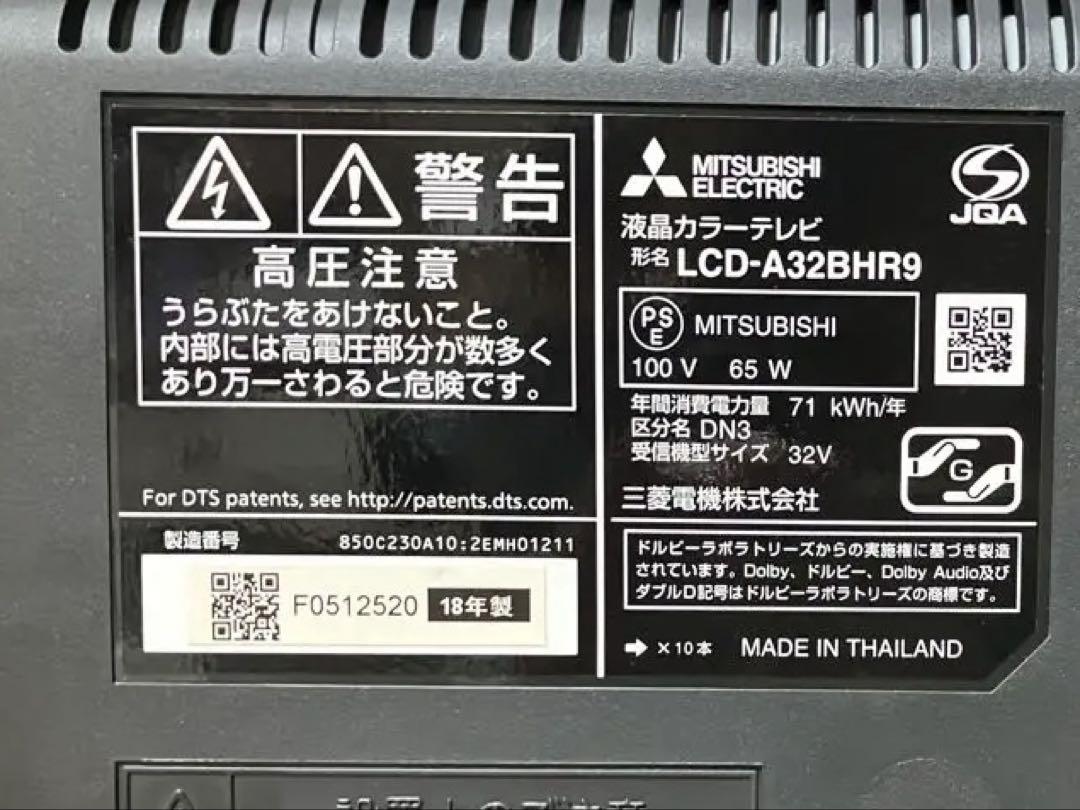 警告
高圧注意
うらぶたをあけないこと。
内部には高電圧部分が数多く
あり万一さわると危険です。
For DTS patents, see http://patents.dts.com.
製造番号 850C230A10:2EMH01211
F0512520 18年製
MITSUBISHI
ELECTRIC
JQA
液晶カラーテレビ
形名 LCD-A32BHR9
PS
E
MITSUBISHI
100 V 65 W
年間消費電力量 71 kWh/年
区分名 DN3
受信機型サイズ 32V
G
三菱電機株式会社
ドルビーラボラトリーズからの実施権に基づき製造
されています。Dolby、ドルビー、Dolby Audio及び
ダブルD記号はドルビーラボラトリーズの商標です。
➡ ×10本 MADE IN THAILAND